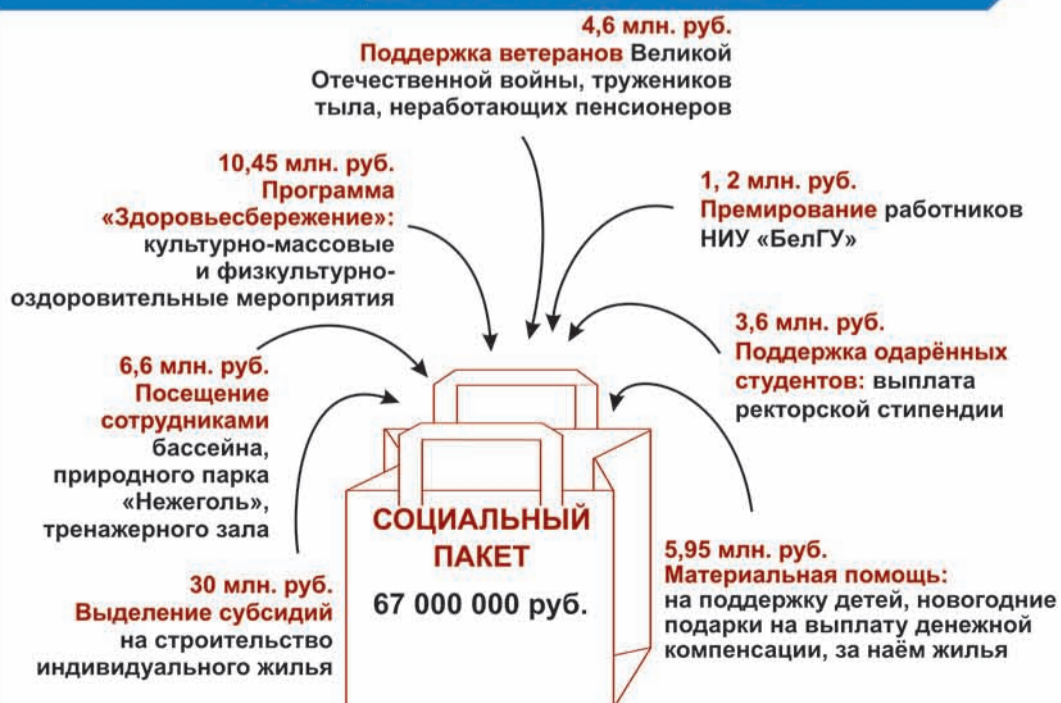 4,6 млн. руб.
Поддержка ветеранов Великой
Отечественной войны, тружеников
тыла, неработающих пенсионеров
10,45 млн. руб.
Программа
«Здоровьесбережение»:
культурно-массовые
и физкультурно-
оздоровительные мероприятия
1, 2 млн. руб.
Премирование работников
НИУ «БелГУ»
6,6 млн. руб.
Посещение
сотрудниками
бассейна,
природного парка
«Нежеголь»,
тренажерного зала
3,6 млн. руб.
Поддержка одарённых
студентов: выплата
ректорской стипендии
30 млн. руб.
Выделение субсидий
на строительство
индивидуального жилья
СОЦИАЛЬНЫЙ
ПАКЕТ
67 000 000 руб.
5,95 млн. руб.
Материальная помощь:
на поддержку детей, новогодние
подарки на выплату денежной
компенсации, за наём жилья